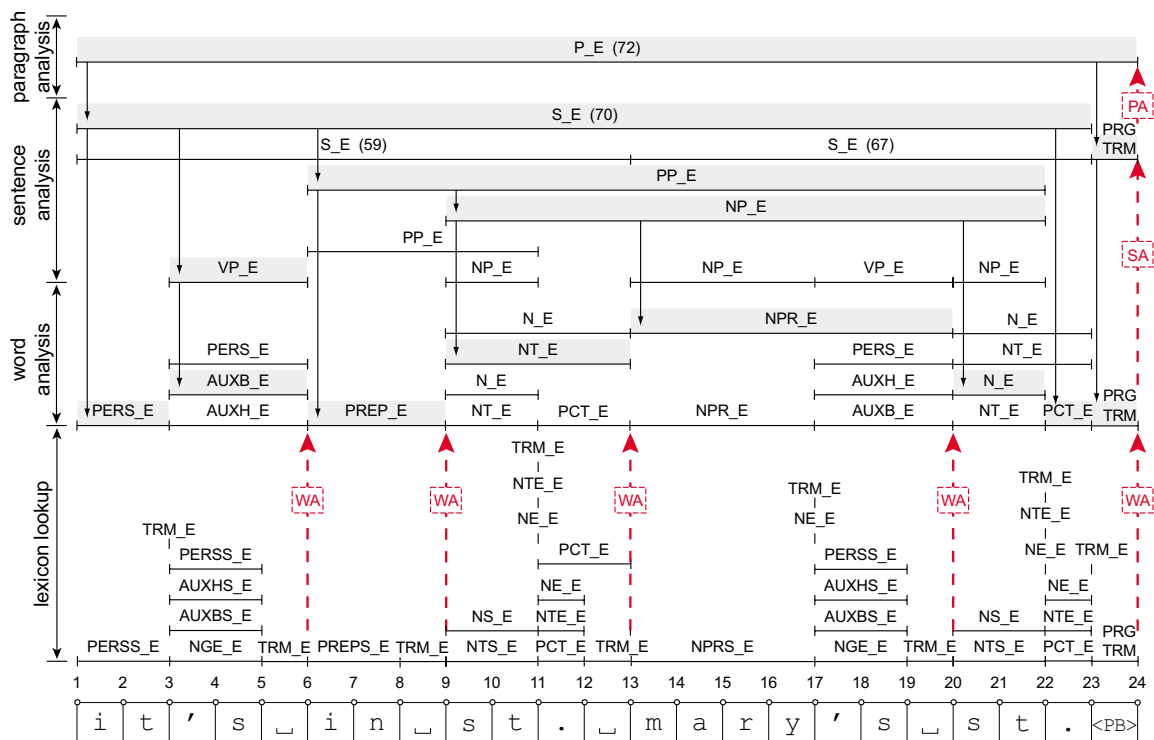 paragraph analysis
P_E (72)
PA
sentence analysis
S_E (70)
PRG
S_E (59) S_E (67) TRM
PP_E
NP_E
PP_E
SA
VP_E NP_E NP_E VP_E NP_E
word analysis
N_E NPR_E N_E
PERS_E NT_E PERS_E NT_E
AUXB_E N_E AUXH_E N_E
PRG
PERS_E AUXH_E PREP_E NT_E PCT_E NPR_E AUXB_E NT_E PCT_E TRM
lexicon lookup
TRM_E
TRM_E TRM_E
WA WA NTE_E WA WA WA
NE_E NE_E NTE_E
TRM_E
PERSS_E PCT_E PERSS_E NE_E TRM_E
AUXHS_E NE_E AUXHS_E NE_E
AUXBS_E NS_E NTE_E AUXBS_E NS_E NTE_E
PRG
PERSS_E NGE_E TRM_E PREPS_E TRM_E NTS_E PCT_E TRM_E NPRS_E NGE_E TRM_E NTS_E PCT_E TRM
1 2 3 4 5 6 7 8 9 10 11 12 13 14 15 16 17 18 19 20 21 22 23 24
i t ' s ␣ i n ␣ s t . ␣ m a r y ' s ␣ s t . <PB>